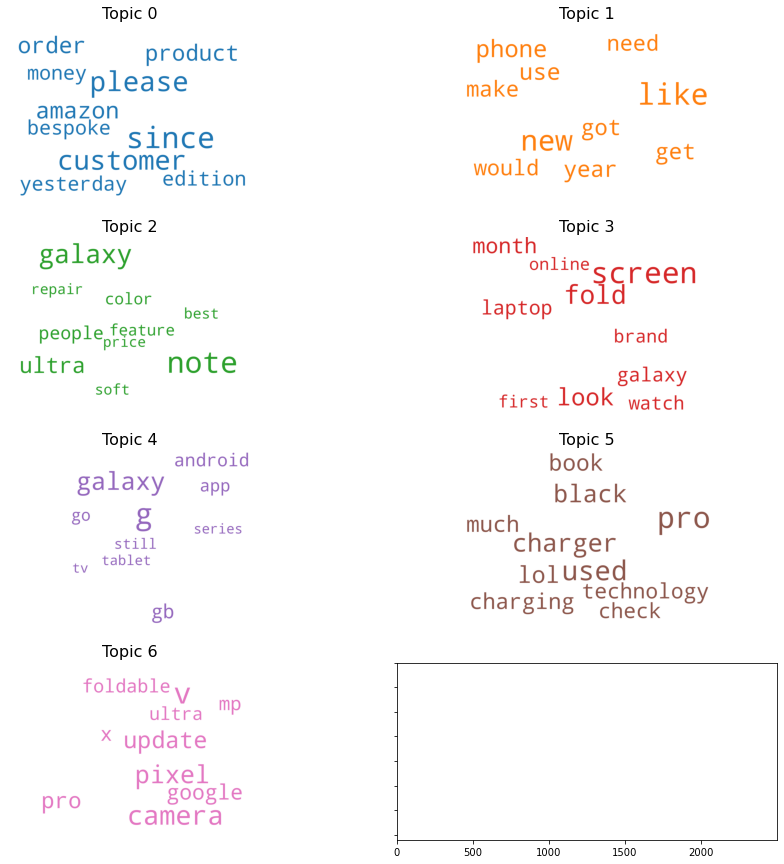 Topic 0
order
product
money
please
amazon
bespoke
since
customer
yesterday
edition
Topic 1
phone
need
use
make
like
got
new
get
would
year
Topic 2
galaxy
repair
color
best
people
feature
price
ultra
note
soft
Topic 3
month
online
screen
fold
laptop
brand
galaxy
first
look
watch
Topic 4
android
galaxy
app
go
g
series
still
tablet
tv
gb
Topic 5
book
black
pro
much
charger
lol
used
technology
charging
check
Topic 6
foldable
v
mp
ultra
x
update
pixel
google
pro
camera
0 500 1000 1500 2000